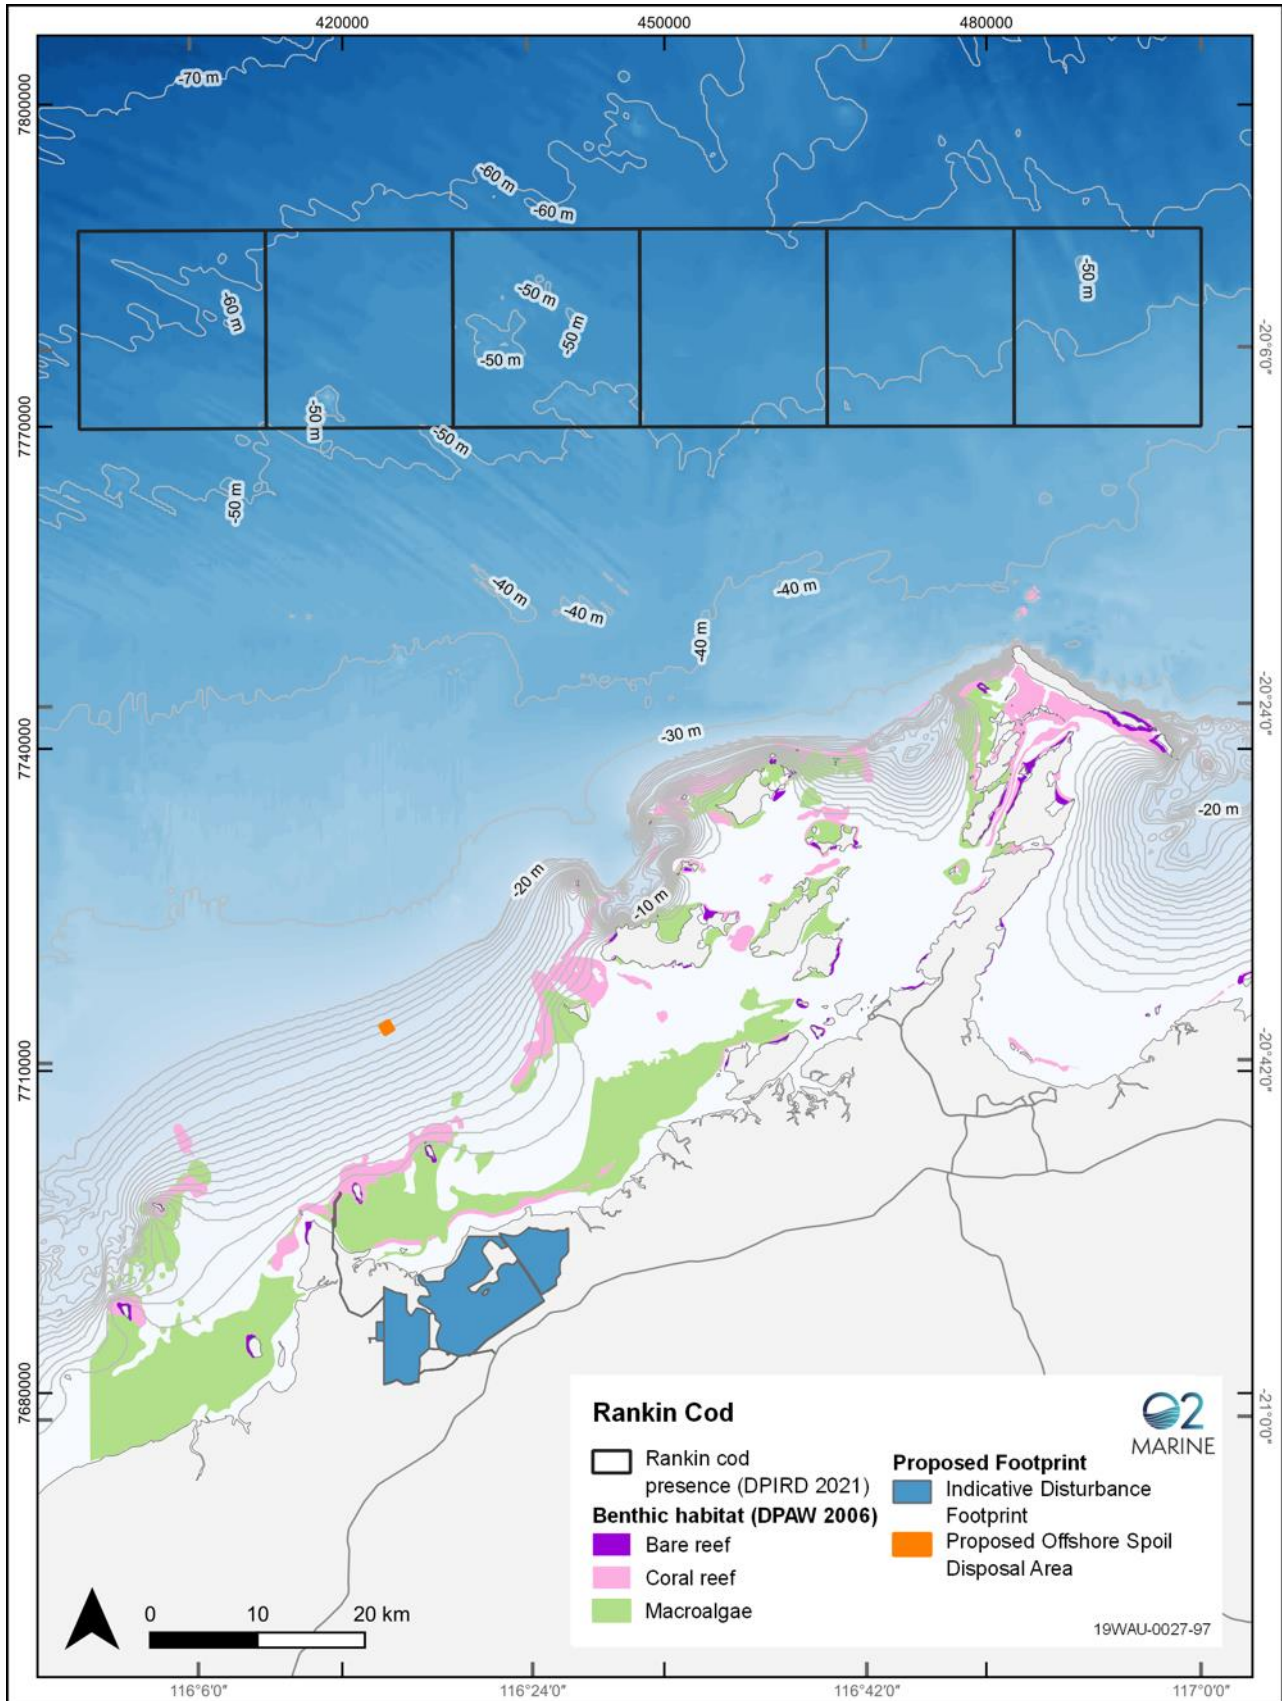 420000
450000
480000
7800000
-70 m
-60 m
-60 m
-60 m
-50 m
-50 m
-50 m
-50 m
-20°6'0"
7770000
-50 m
-50 m
-50 m
-40 m
-40 m
-40 m
-40 m
-20°24'0"
7740000
-30 m
-20 m
-20 m
-10 m
7710000
-20°42'0"
7680000
-21°0'0"
Rankin Cod
O2
MARINE
Rankin cod
presence (DPIRD 2021)
Benthic habitat (DPAW 2006)
Bare reef
Coral reef
Macroalgae
Proposed Footprint
Indicative Disturbance
Footprint
Proposed Offshore Spoil
Disposal Area
19WAU-0027-97
0 10 20 km
116°6'0"
116°24'0"
116°42'0"
117°0'0"